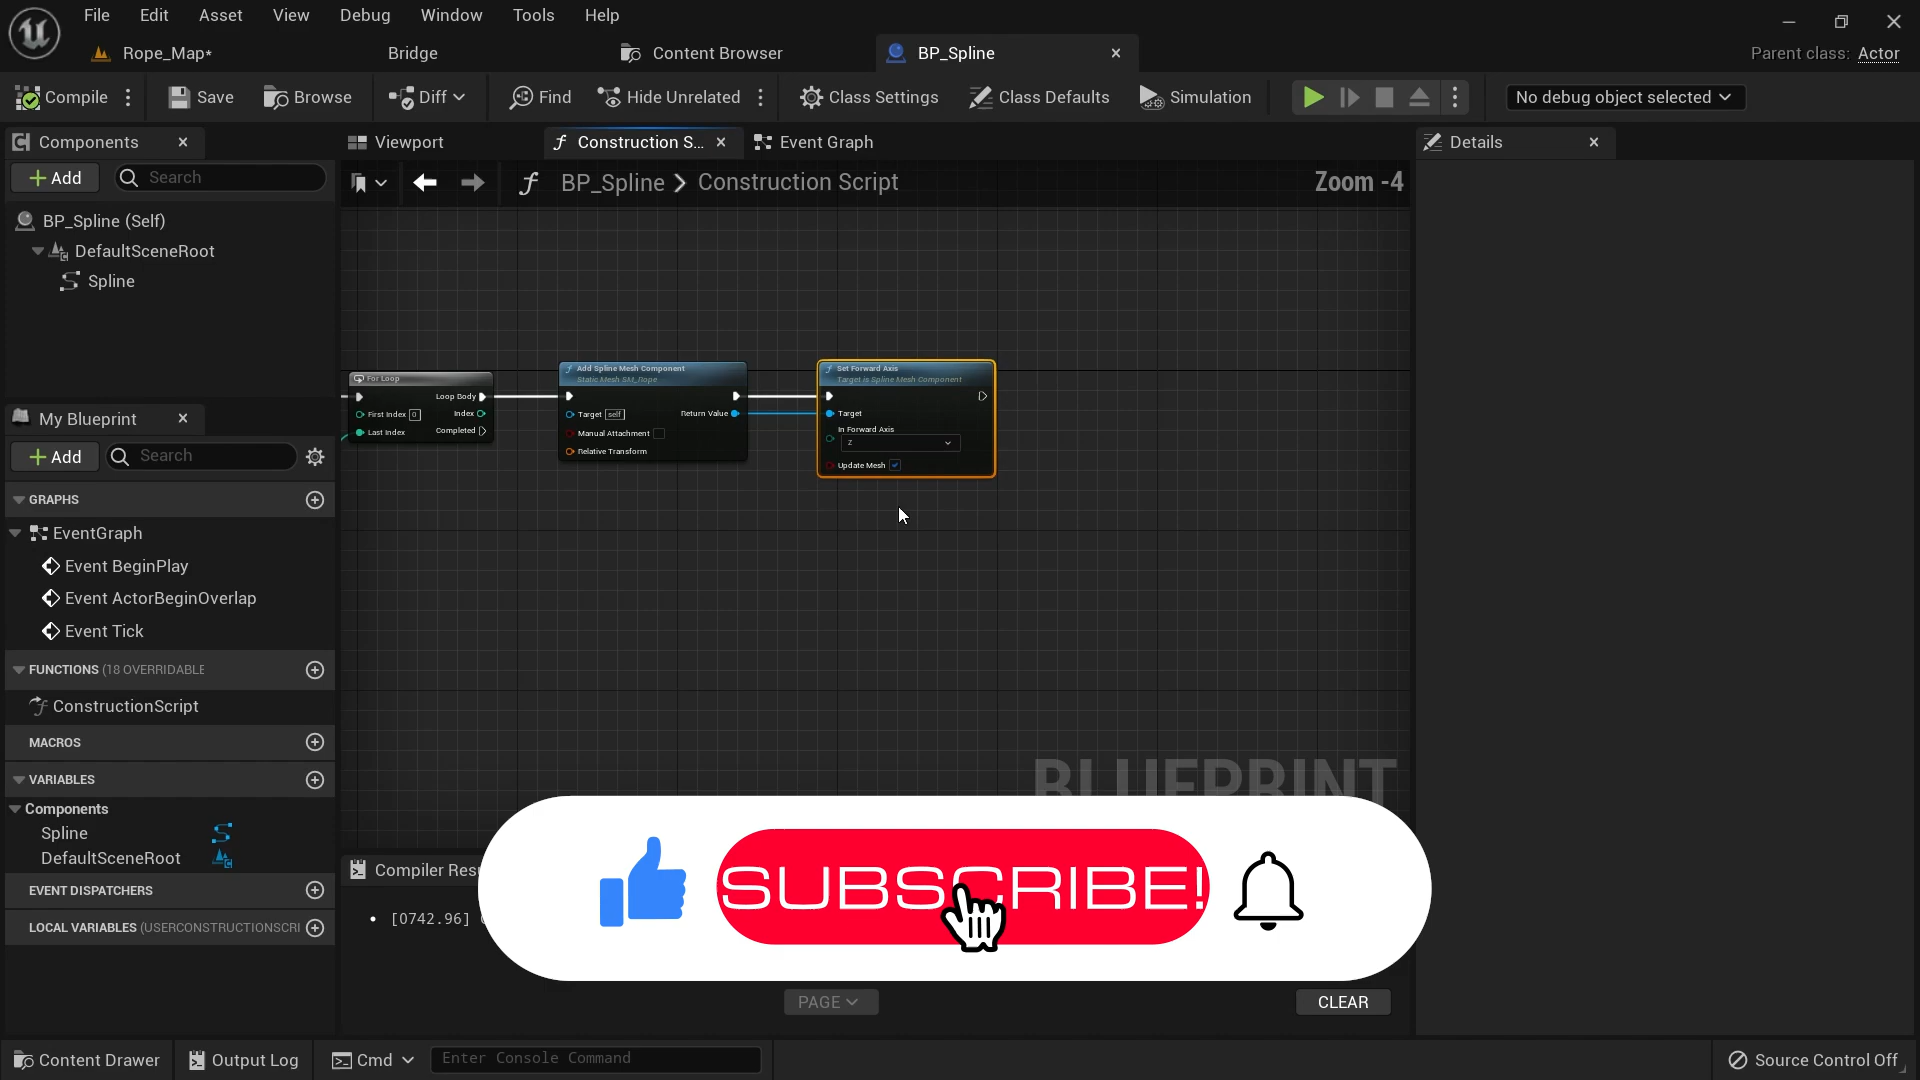 File Edit Asset View Debug Window Tools Help
Rope_Map* Bridge Content Browser BP_Spline Parent class: Actor
Compile Save Browse Diff Find Hide Unrelated Class Settings Class Defaults Simulation No debug object selected
Components Viewport Construction S... Event Graph Details
Add Search BP_Spline Construction Script Zoom -4
BP_Spline (Self)
DefaultSceneRoot
Spline
For Loop
Loop Body
First Index 0 Index
Last Index Completed
Add Spline Mesh Component
Static Mesh SM_Rope
Target self Return Value
Manual Attachment
Relative Transform
Set Forward Axis
Target is Spline Mesh Component
Target
In Forward Axis
Z
Update Mesh
My Blueprint
Add Search
GRAPHS
EventGraph
Event BeginPlay
Event ActorBeginOverlap
Event Tick
FUNCTIONS (18 OVERRIDABLE
ConstructionScript
MACROS
VARIABLES
Components
Spline
DefaultSceneRoot
EVENT DISPATCHERS
LOCAL VARIABLES (USERCONSTRUCTIONSCRI
BLUEPRINT
Compiler Res
[0742.96]
SUBSCRIBE!
PAGE CLEAR
Content Drawer Output Log Cmd Enter Console Command Source Control Off